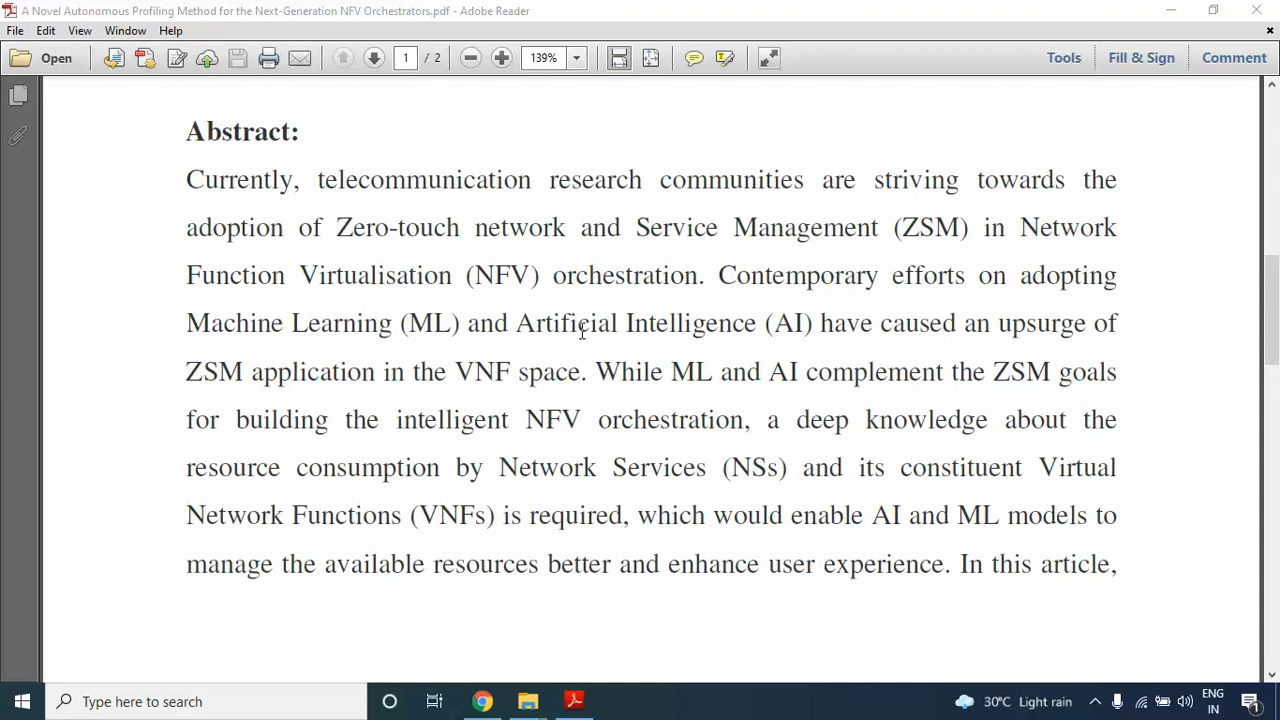 A Novel Autonomous Profiling Method for the Next-Generation NFV Orchestrators.pdf - Adobe Reader
File Edit View Window Help
Open 1 / 2 139% Tools Fill & Sign Comment
Abstract:
Currently, telecommunication research communities are striving towards the
adoption of Zero-touch network and Service Management (ZSM) in Network
Function Virtualisation (NFV) orchestration. Contemporary efforts on adopting
Machine Learning (ML) and Artificial Intelligence (AI) have caused an upsurge of
ZSM application in the VNF space. While ML and AI complement the ZSM goals
for building the intelligent NFV orchestration, a deep knowledge about the
resource consumption by Network Services (NSs) and its constituent Virtual
Network Functions (VNFs) is required, which would enable AI and ML models to
manage the available resources better and enhance user experience. In this article,
Type here to search 30°C Light rain ENG
IN 1